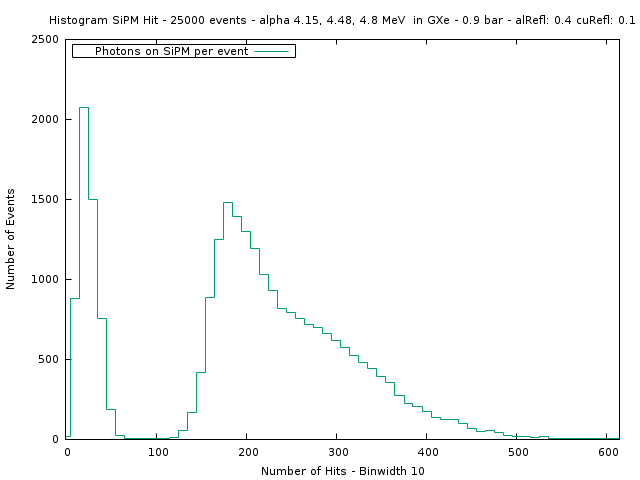 Histogram SiPM Hit - 25000 events - alpha 4.15, 4.48, 4.8 MeV  in GXe - 0.9 bar - alRefl: 0.4 cuRefl: 0.1
2500
Photons on SiPM per event
2000
1500
1000
500
0
Number of Events
0 100 200 300 400 500 600
Number of Hits - Binwidth 10